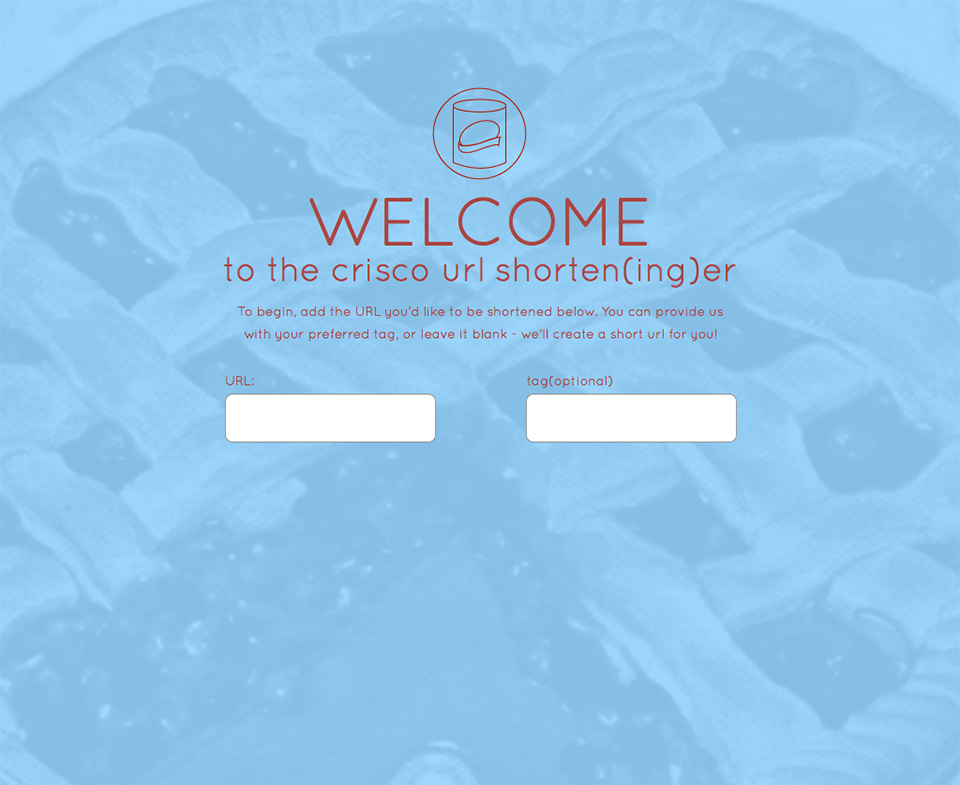 WELCOME
to the crisco url shorten(ing)er
To begin, add the URL you'd like to be shortened below. You can provide us
with your preferred tag, or leave it blank - we'll create a short url for you!
URL:
tag(optional)